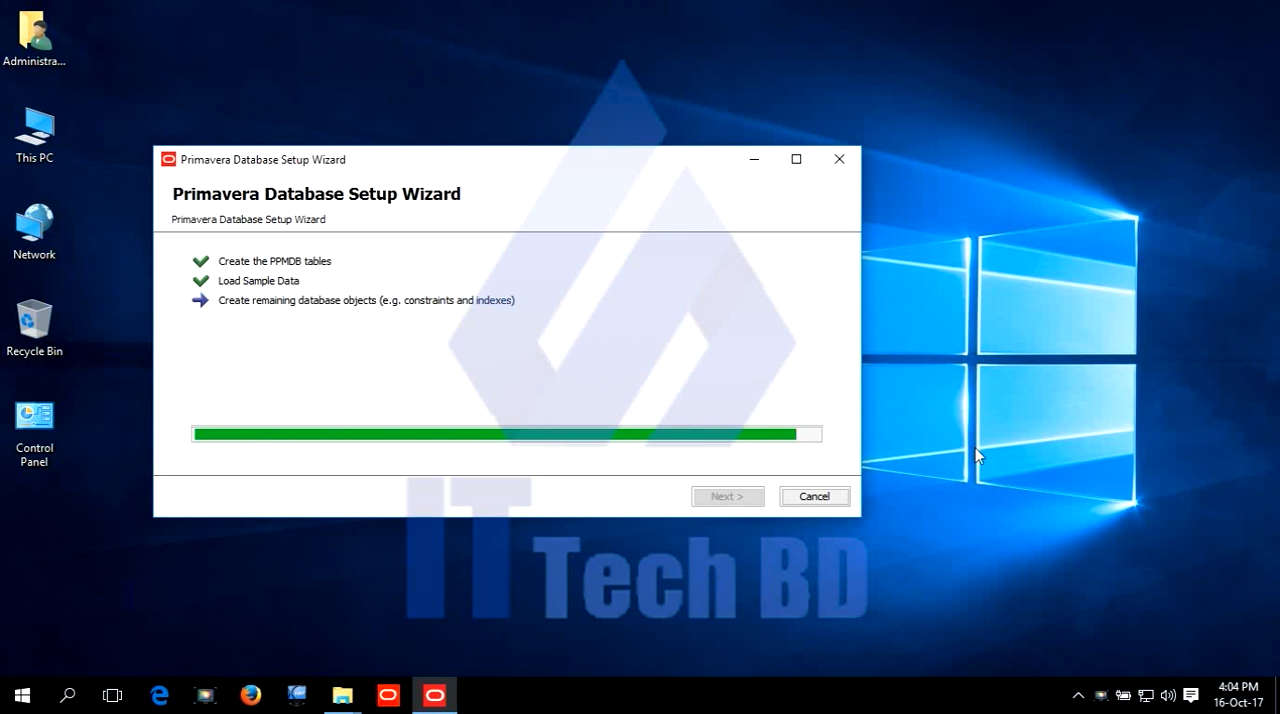 Administra...
This PC
Network
Recycle Bin
Control
Panel
Primavera Database Setup Wizard
Primavera Database Setup Wizard
Primavera Database Setup Wizard
Create the PPMDB tables
Load Sample Data
Create remaining database objects (e.g. constraints and indexes)
Next >
Cancel
IT
Tech BD
4:04 PM
16-Oct-17